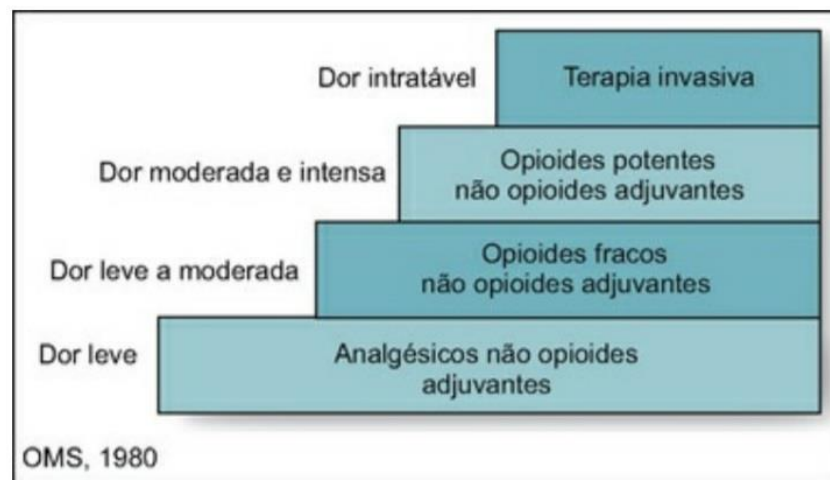 Dor intratável
Terapia invasiva
Dor moderada e intensa
Opioides potentes
não opioides adjuvantes
Dor leve a moderada
Opioides fracos
não opioides adjuvantes
Dor leve
Analgésicos não opioides
adjuvantes
OMS, 1980